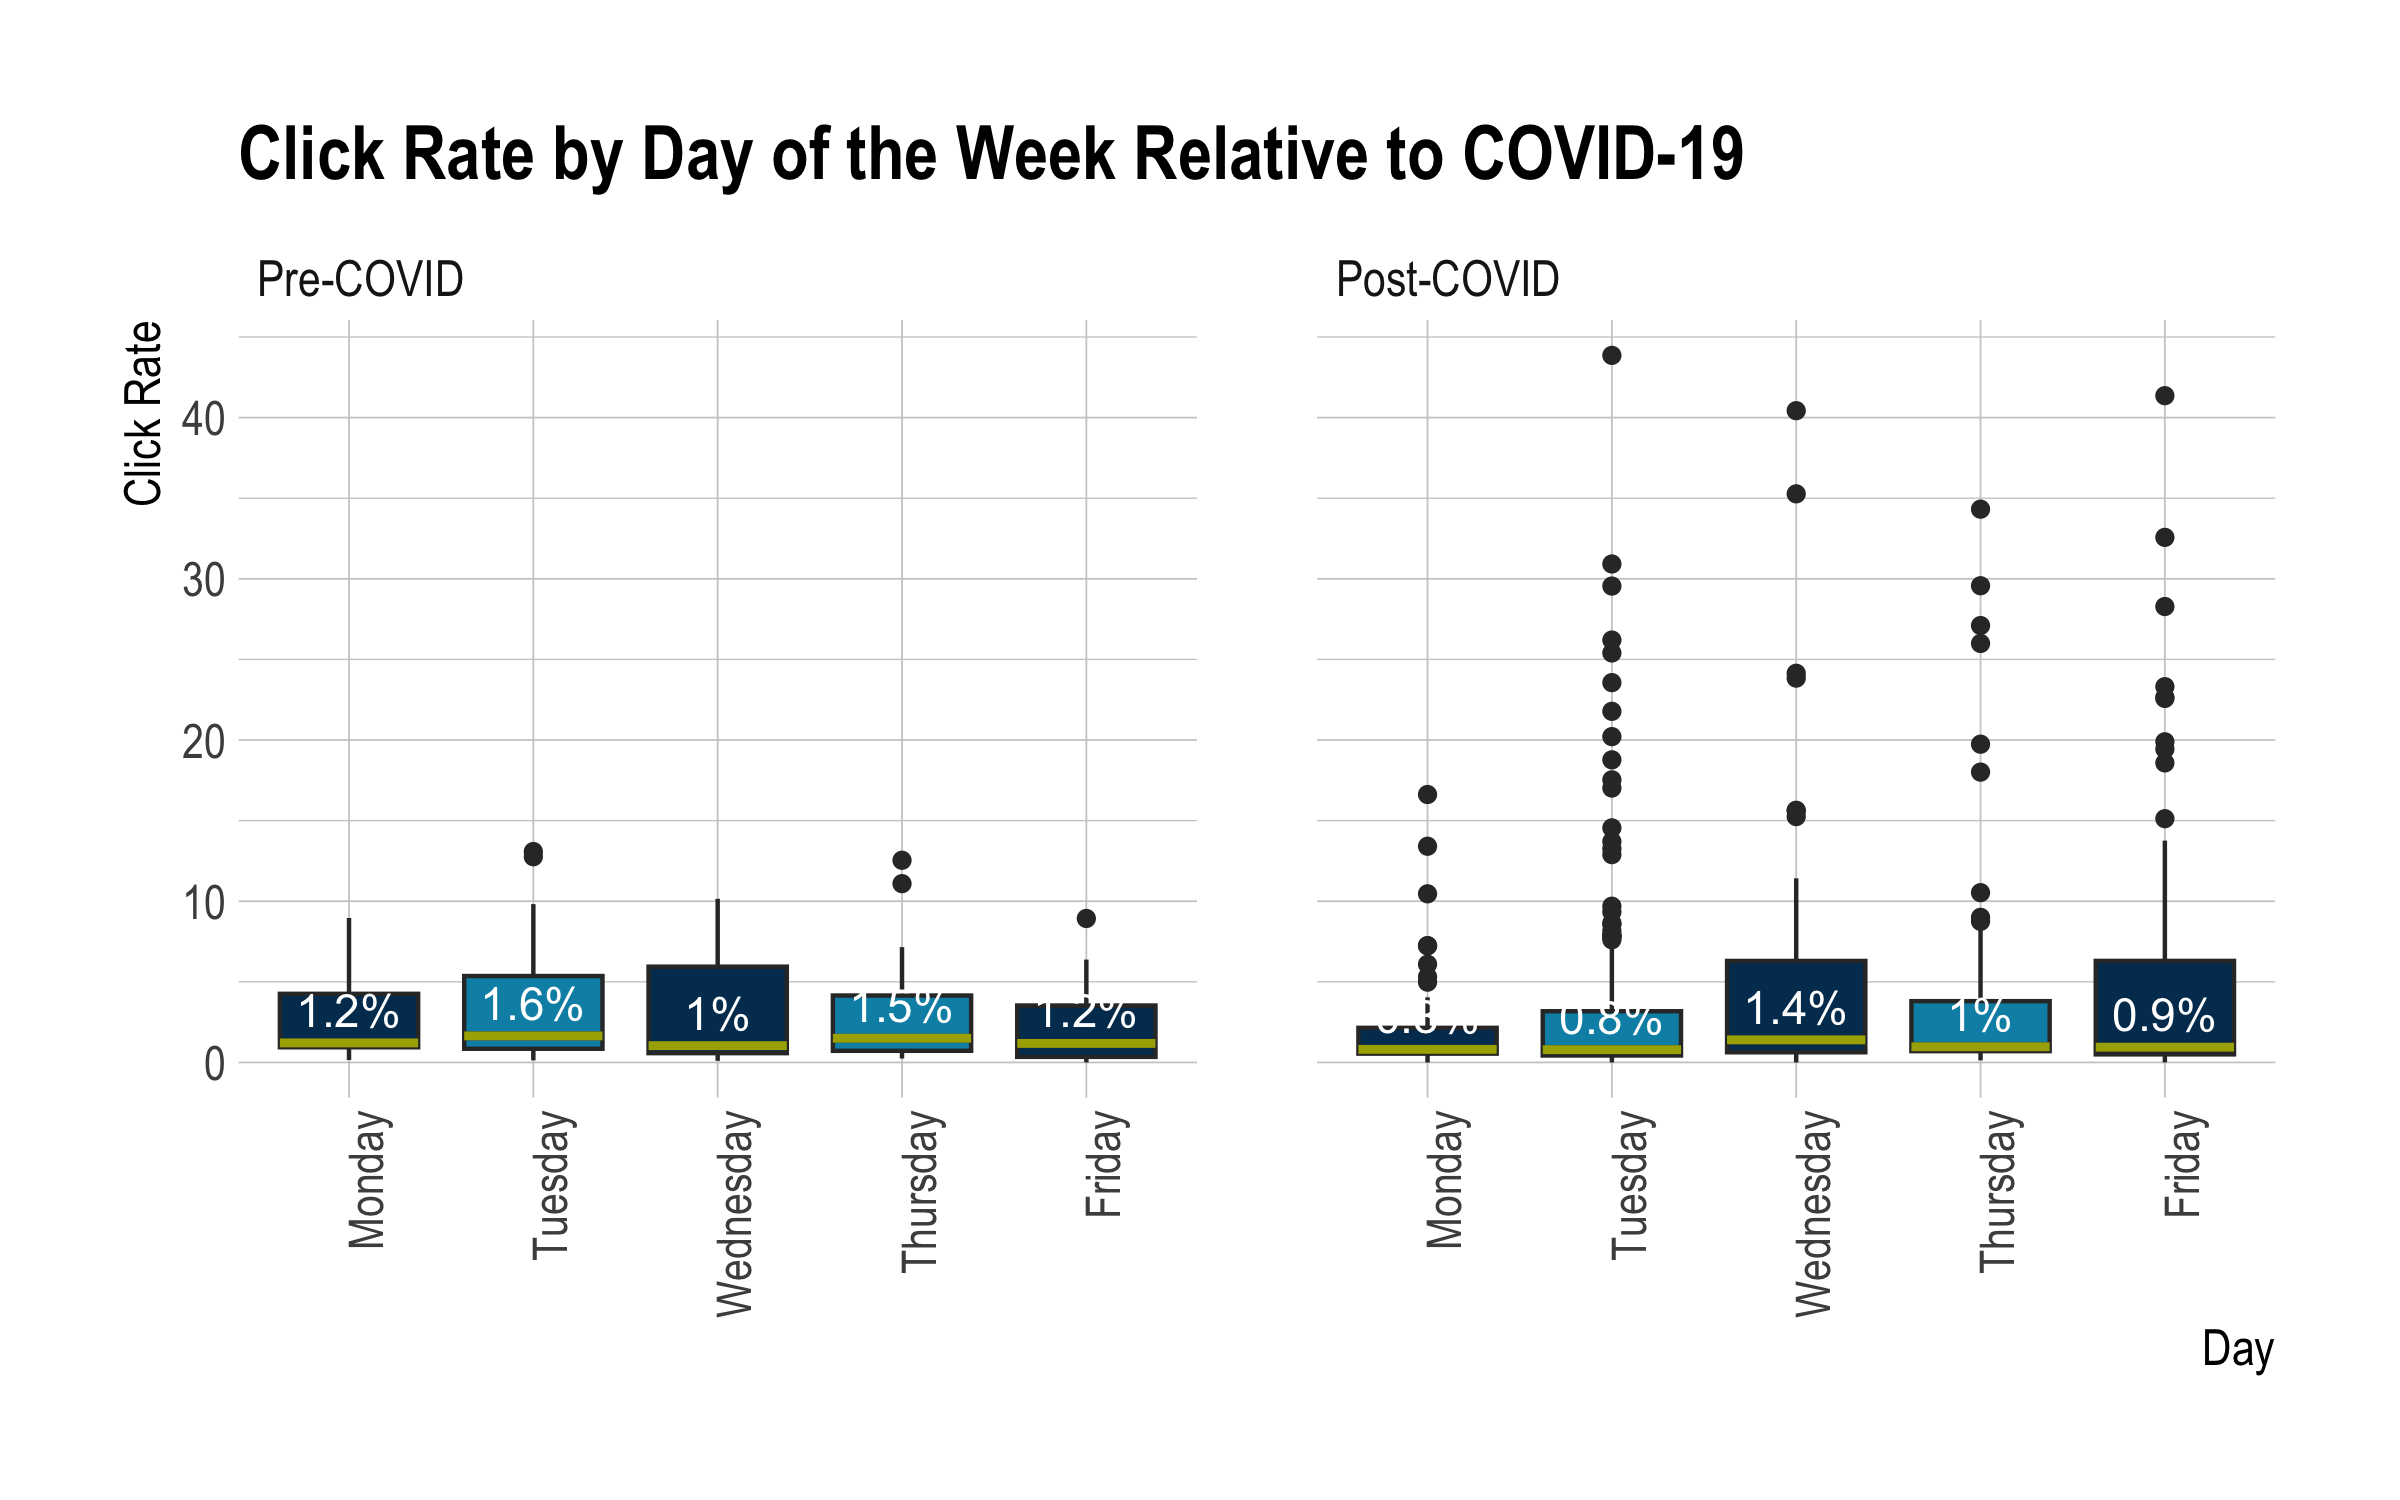 Click Rate by Day of the Week Relative to COVID-19
Pre-COVID
Post-COVID
Click Rate
40
30
20
10
0
1.2%
1.6%
1%
1.5%
1.2%
0.8%
1.4%
1%
0.9%
Monday
Tuesday
Wednesday
Thursday
Friday
Monday
Tuesday
Wednesday
Thursday
Friday
Day